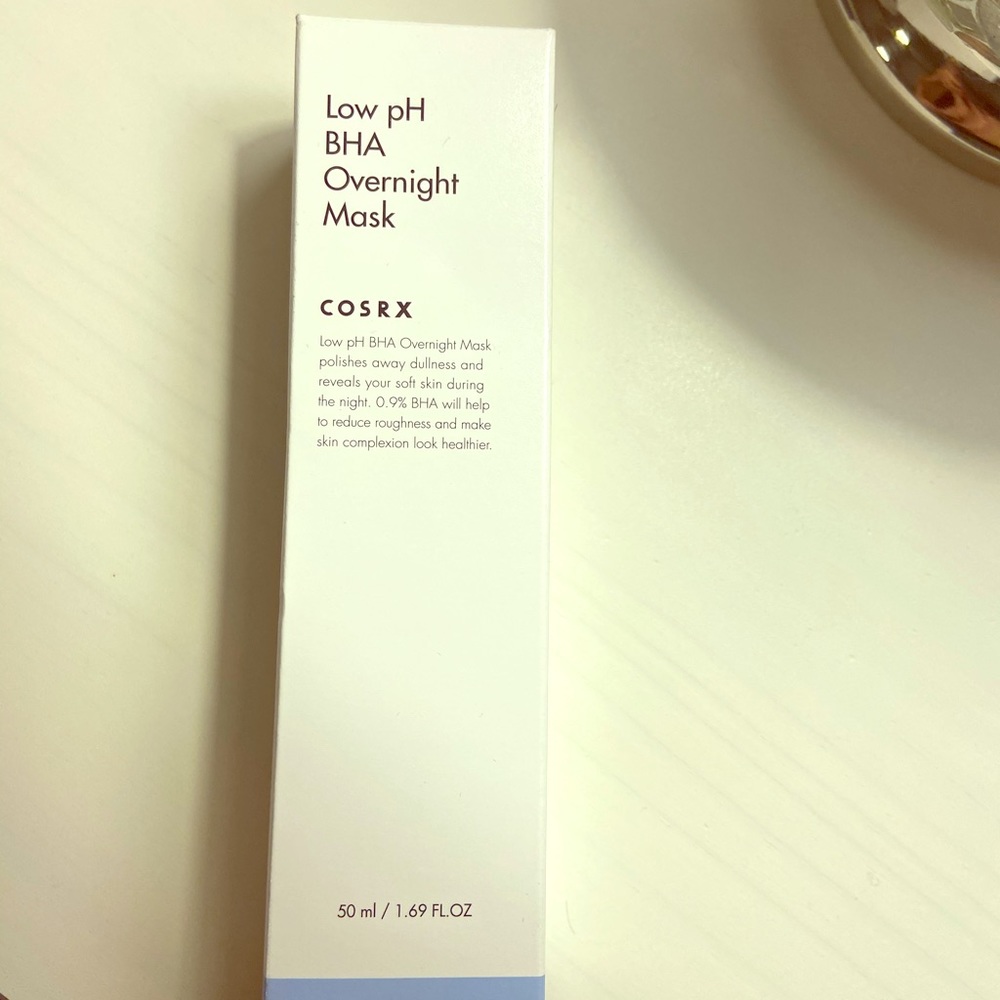 Low pH
BHA
Overnight
Mask
COSRX
Low pH BHA Overnight Mask
polishes away dullness and
reveals your soft skin during
the night. 0.9% BHA will help
to reduce roughness and make
skin complexion look healthier.
50 ml / 1.69 FL.OZ